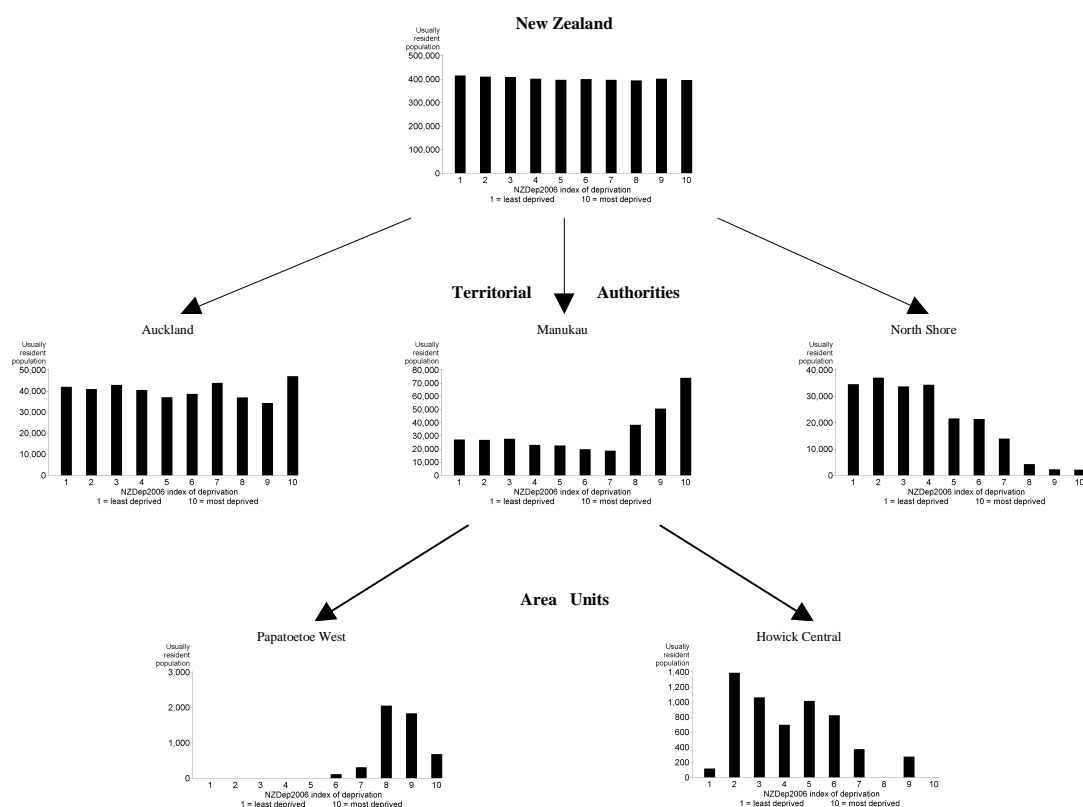 New Zealand
Usually
resident
population
500,000
400,000
300,000
200,000
100,000
0
1 2 3 4 5 6 7 8 9 10
NZDep2006 index of deprivation
1 = least deprived 10 = most deprived
Territorial Authorities
Auckland
Usually
resident
population
50,000
40,000
30,000
20,000
10,000
0
1 2 3 4 5 6 7 8 9 10
NZDep2006 index of deprivation
1 = least deprived 10 = most deprived
Manukau
Usually
resident
population
80,000
70,000
60,000
50,000
40,000
30,000
20,000
10,000
0
1 2 3 4 5 6 7 8 9 10
NZDep2006 index of deprivation
1 = least deprived 10 = most deprived
North Shore
Usually
resident
population
40,000
30,000
20,000
10,000
0
1 2 3 4 5 6 7 8 9 10
NZDep2006 index of deprivation
1 = least deprived 10 = most deprived
Area Units
Papatoetoe West
Usually
resident
population
3,000
2,000
1,000
0
1 2 3 4 5 6 7 8 9 10
NZDep2006 index of deprivation
1 = least deprived 10 = most deprived
Howick Central
Usually
resident
population
1,400
1,200
1,000
800
600
400
200
0
1 2 3 4 5 6 7 8 9 10
NZDep2006 index of deprivation
1 = least deprived 10 = most deprived